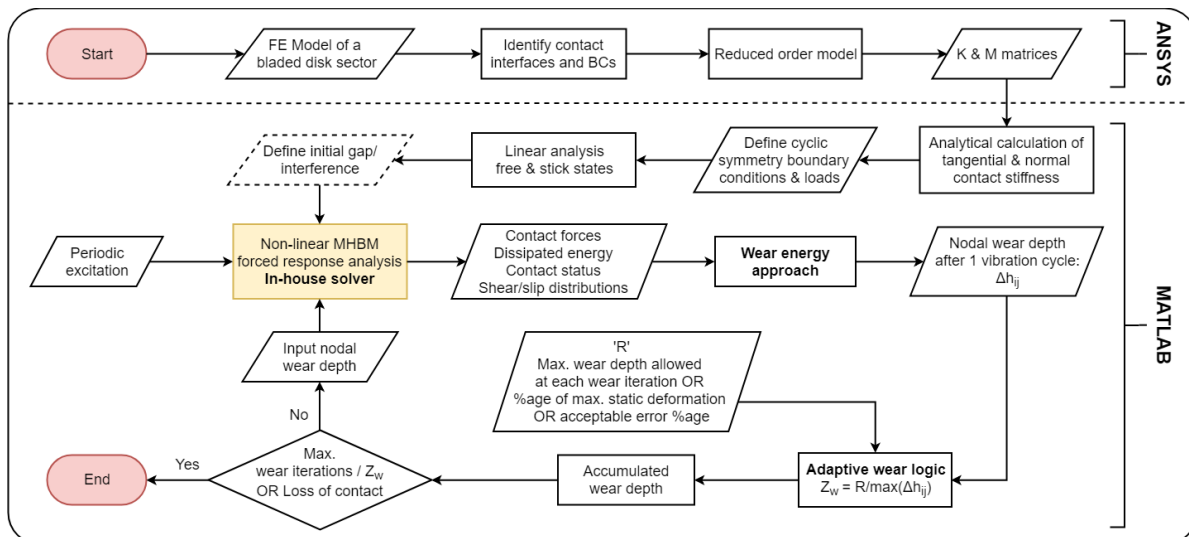 Start
FE Model of a
bladed disk sector
Identify contact
interfaces and BCs
Reduced order model
K & M matrices
ANSYS
Define initial gap/
interference
Linear analysis
free & stick states
Define cyclic
symmetry boundary
conditions & loads
Analytical calculation of
tangential & normal
contact stiffness
Periodic
excitation
Non-linear MHBM
forced response analysis
In-house solver
Contact forces
Dissipated energy
Contact status
Shear/slip distributions
Wear energy
approach
Nodal wear depth
after 1 vibration cycle:
Δhij
MATLAB
Input nodal
wear depth
'R'
Max. wear depth allowed
at each wear iteration OR
%age of max. static deformation
OR acceptable error %age
No
Yes
End
Max.
wear iterations / Zw
OR Loss of contact
Accumulated
wear depth
Adaptive wear logic
Zw = R/max(Δhij)